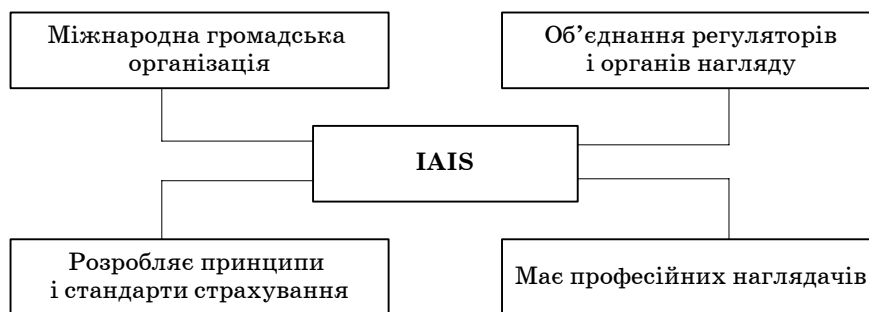 Міжнародна громадська
організація
Об’єднання регуляторів
і органів нагляду
IAIS
Розробляє принципи
і стандарти страхування
Має професійних наглядачів